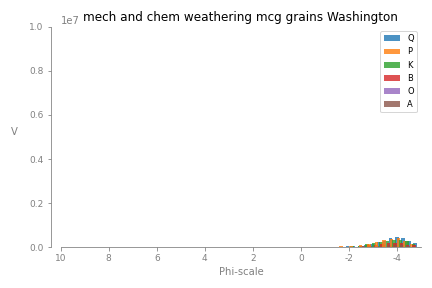 mech and chem weathering mcg grains Washington
1e7
1.0
0.8
0.6
0.4
0.2
0.0
V
10 8 6 4 2 0 -2 -4
Phi-scale
Q
P
K
B
O
A